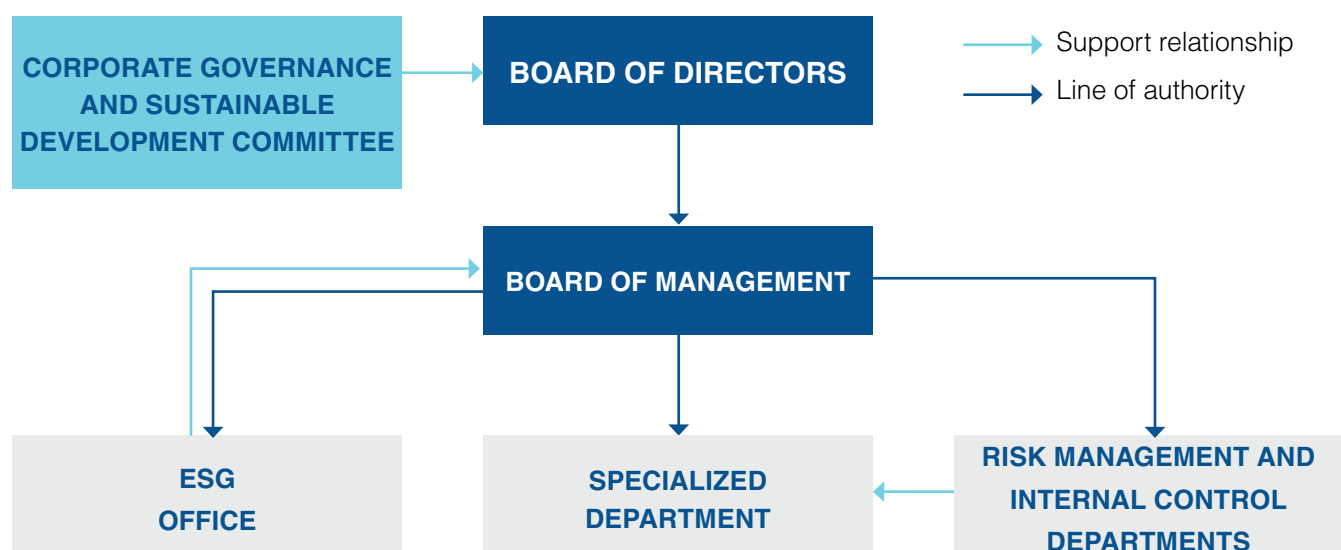 CORPORATE GOVERNANCE
AND SUSTAINABLE
DEVELOPMENT COMMITTEE
BOARD OF DIRECTORS
Support relationship
Line of authority
BOARD OF MANAGEMENT
ESG
OFFICE
SPECIALIZED
DEPARTMENT
RISK MANAGEMENT AND
INTERNAL CONTROL
DEPARTMENTS